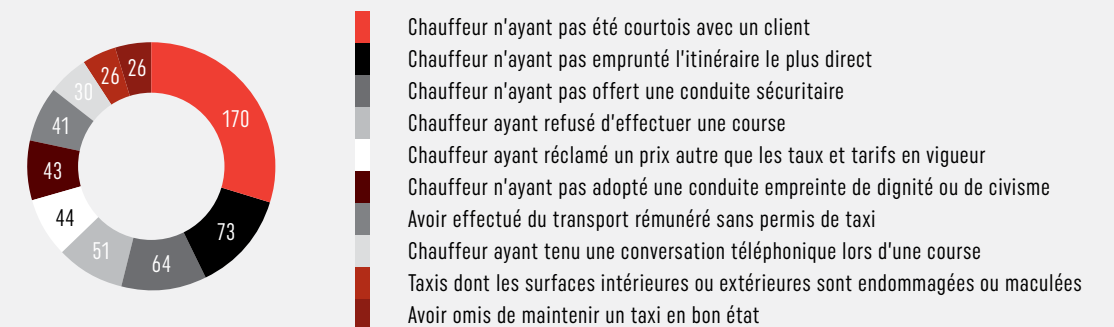 170
73
64
51
44
43
41
30
26
26
Chauffeur n'ayant pas été courtois avec un client
Chauffeur n'ayant pas emprunté l'itinéraire le plus direct
Chauffeur n'ayant pas offert une conduite sécuritaire
Chauffeur ayant refusé d'effectuer une course
Chauffeur ayant réclamé un prix autre que les taux et tarifs en vigueur
Chauffeur n'ayant pas adopté une conduite empreinte de dignité ou de civisme
Avoir effectué du transport rémunéré sans permis de taxi
Chauffeur ayant tenu une conversation téléphonique lors d'une course
Taxis dont les surfaces intérieures ou extérieures sont endommagées ou maculées
Avoir omis de maintenir un taxi en bon état